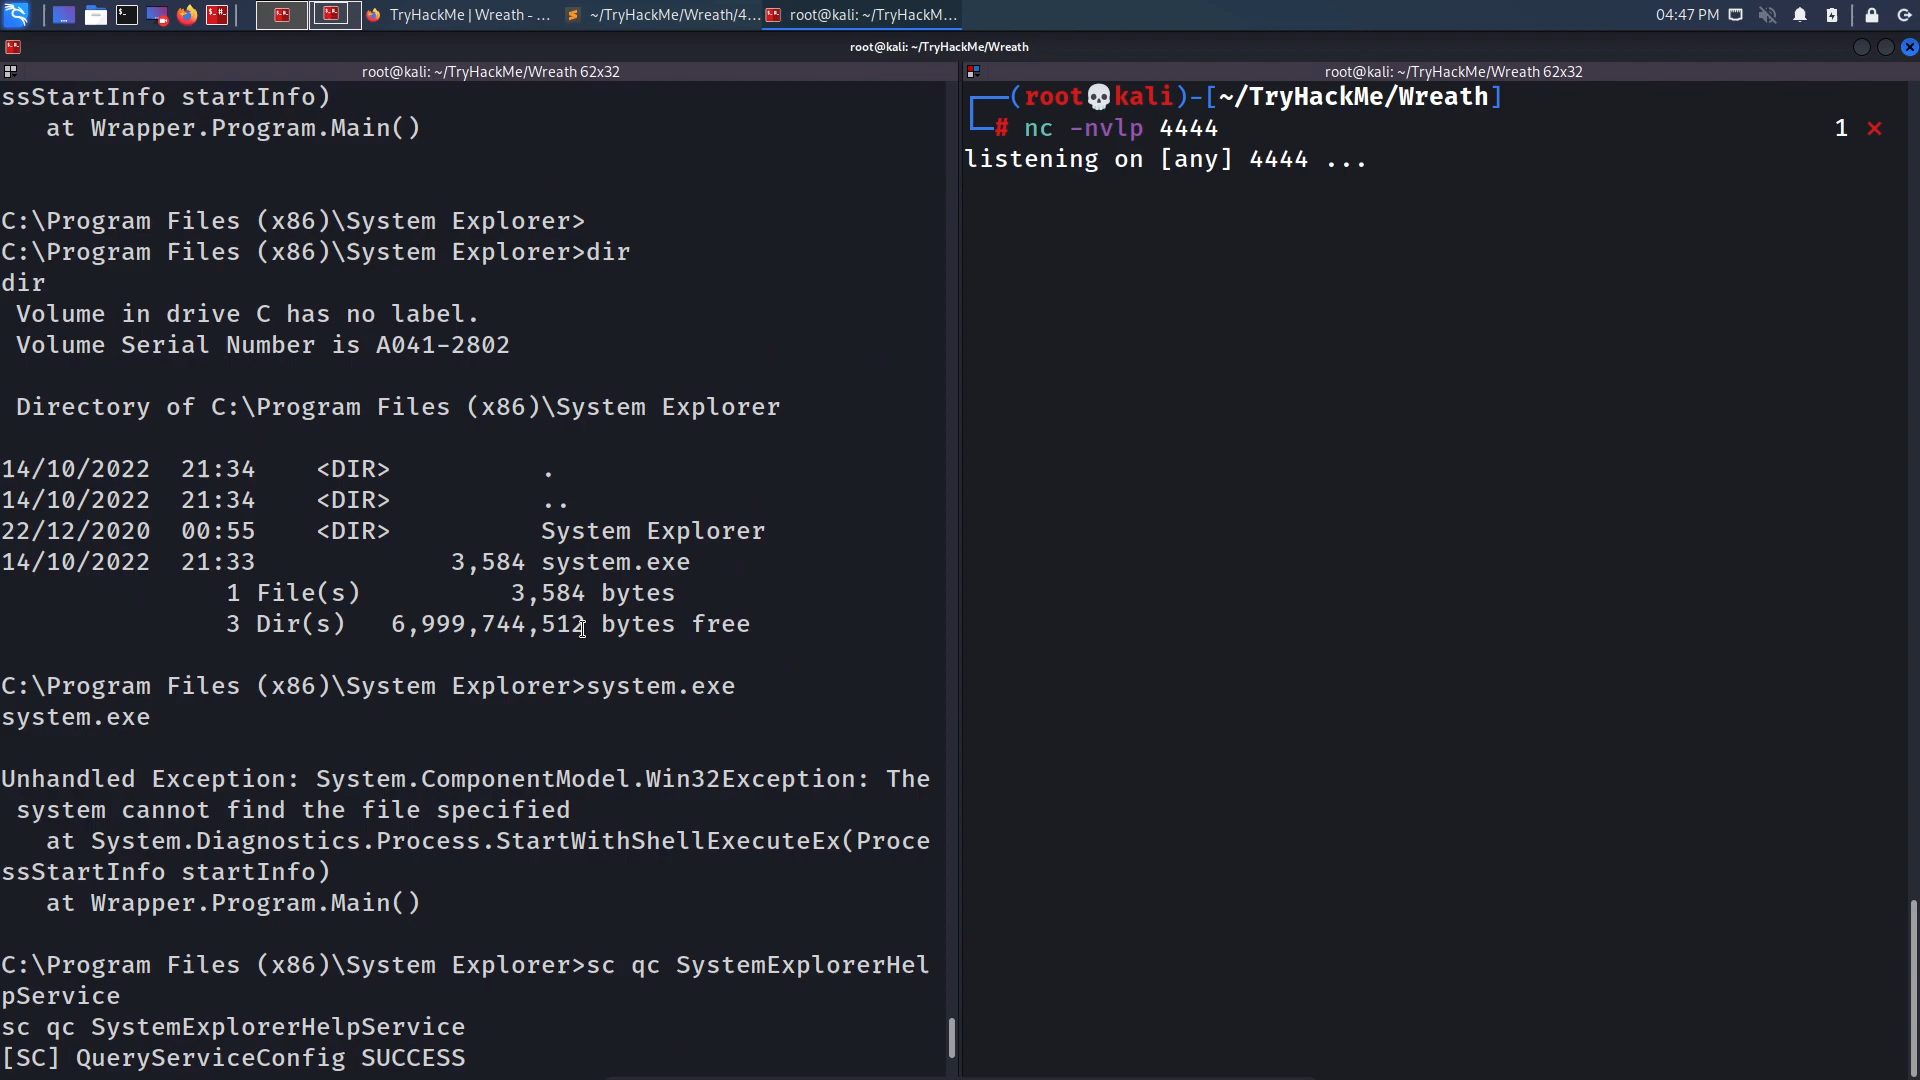 TryHackMe | Wreath - ...
~/TryHackMe/Wreath/4...
root@kali: ~/TryHackM...
04:47 PM
root@kali: ~/TryHackMe/Wreath
root@kali: ~/TryHackMe/Wreath 62x32
ssStartInfo startInfo)
at Wrapper.Program.Main()
C:\Program Files (x86)\System Explorer>
C:\Program Files (x86)\System Explorer>dir
dir
Volume in drive C has no label.
Volume Serial Number is A041-2802
Directory of C:\Program Files (x86)\System Explorer
14/10/2022  21:34    <DIR>          .
14/10/2022  21:34    <DIR>          ..
22/12/2020  00:55    <DIR>          System Explorer
14/10/2022  21:33             3,584 system.exe
1 File(s)          3,584 bytes
3 Dir(s)   6,999,744,512 bytes free
C:\Program Files (x86)\System Explorer>system.exe
system.exe
Unhandled Exception: System.ComponentModel.Win32Exception: The
system cannot find the file specified
at System.Diagnostics.Process.StartWithShellExecuteEx(Proce
ssStartInfo startInfo)
at Wrapper.Program.Main()
C:\Program Files (x86)\System Explorer>sc qc SystemExplorerHel
pService
sc qc SystemExplorerHelpService
[SC] QueryServiceConfig SUCCESS
root@kali: ~/TryHackMe/Wreath 62x32
┌──(root💀kali)-[~/TryHackMe/Wreath]
└─# nc -nvlp 4444 1 ⨯
listening on [any] 4444 ...